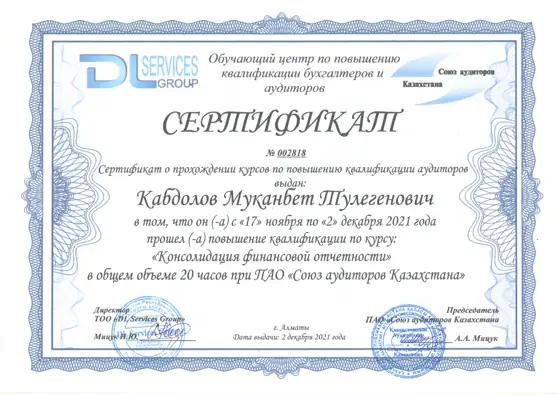 DL SERVICES GROUP
Обучающий центр по повышению
квалификации бухгалтеров и
аудиторов
Союз аудиторов
Казахстана
СЕРТИФИКАТ
№ 002818
Сертификат о прохождении курсов по повышению квалификации аудиторов
выдан:
Кабдолов Муканбет Тулегенович
в том, что он (-а) с «17» ноября по «2» декабря 2021 года
прошел (-а) повышение квалификации по курсу:
«Консолидация финансовой отчетности»
в общем объеме 20 часов при ПАО «Союз аудиторов Казахстана»
Директор
ТОО «DL Services Group»
Мицук Н.Ю.
г. Алматы
Дата выдачи: 2 декабря 2021 года
Председатель
ПАО «Союз аудиторов Казахстана
А.А. Мицук